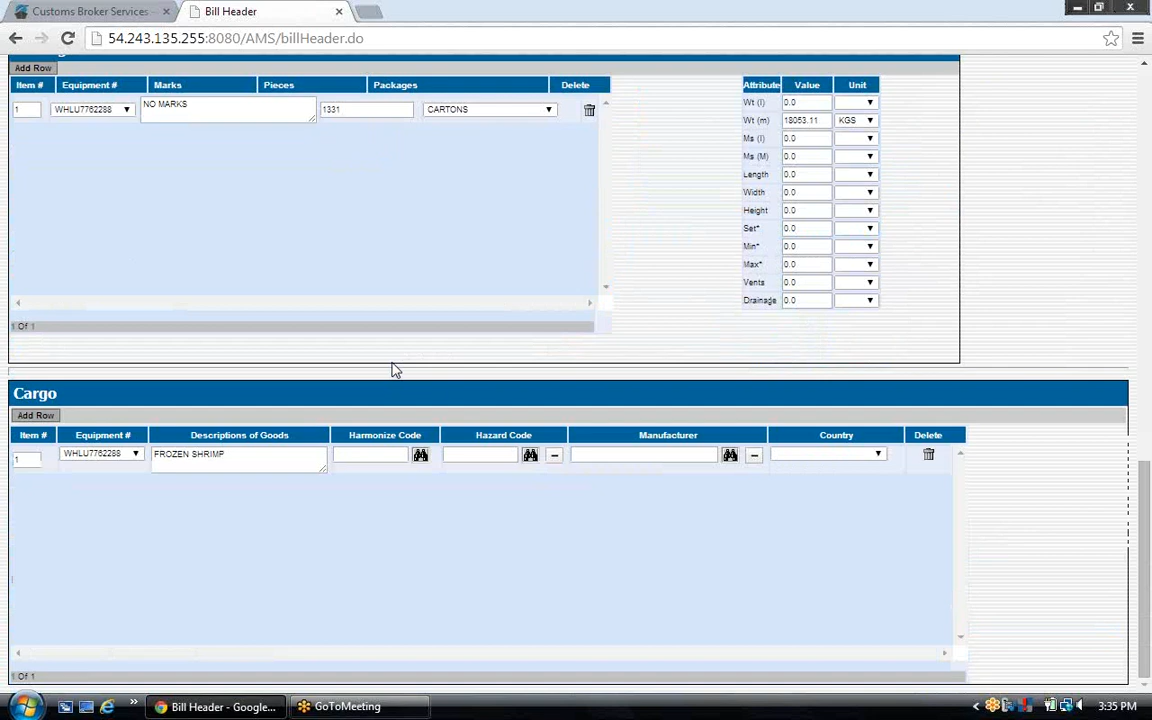 Customs Broker Services -
Bill Header
54.243.135.255:8080/AMS/billHeader.do
Add Row
Item # Equipment # Marks Pieces Packages Delete
1 WHLU7762288 NO MARKS 1331 CARTONS
1 Of 1
Attribute Value Unit
Wt (I) 0.0
Wt (m) 18053.11 KGS
Ms (I) 0.0
Ms (M) 0.0
Length 0.0
Width 0.0
Height 0.0
Set* 0.0
Min* 0.0
Max* 0.0
Vents 0.0
Drainage 0.0
Cargo
Add Row
Item # Equipment # Descriptions of Goods Harmonize Code Hazard Code Manufacturer Country Delete
1 WHLU7762288 FROZEN SHRIMP
1 Of 1
Bill Header - Google...
GoToMeeting
3:35 PM